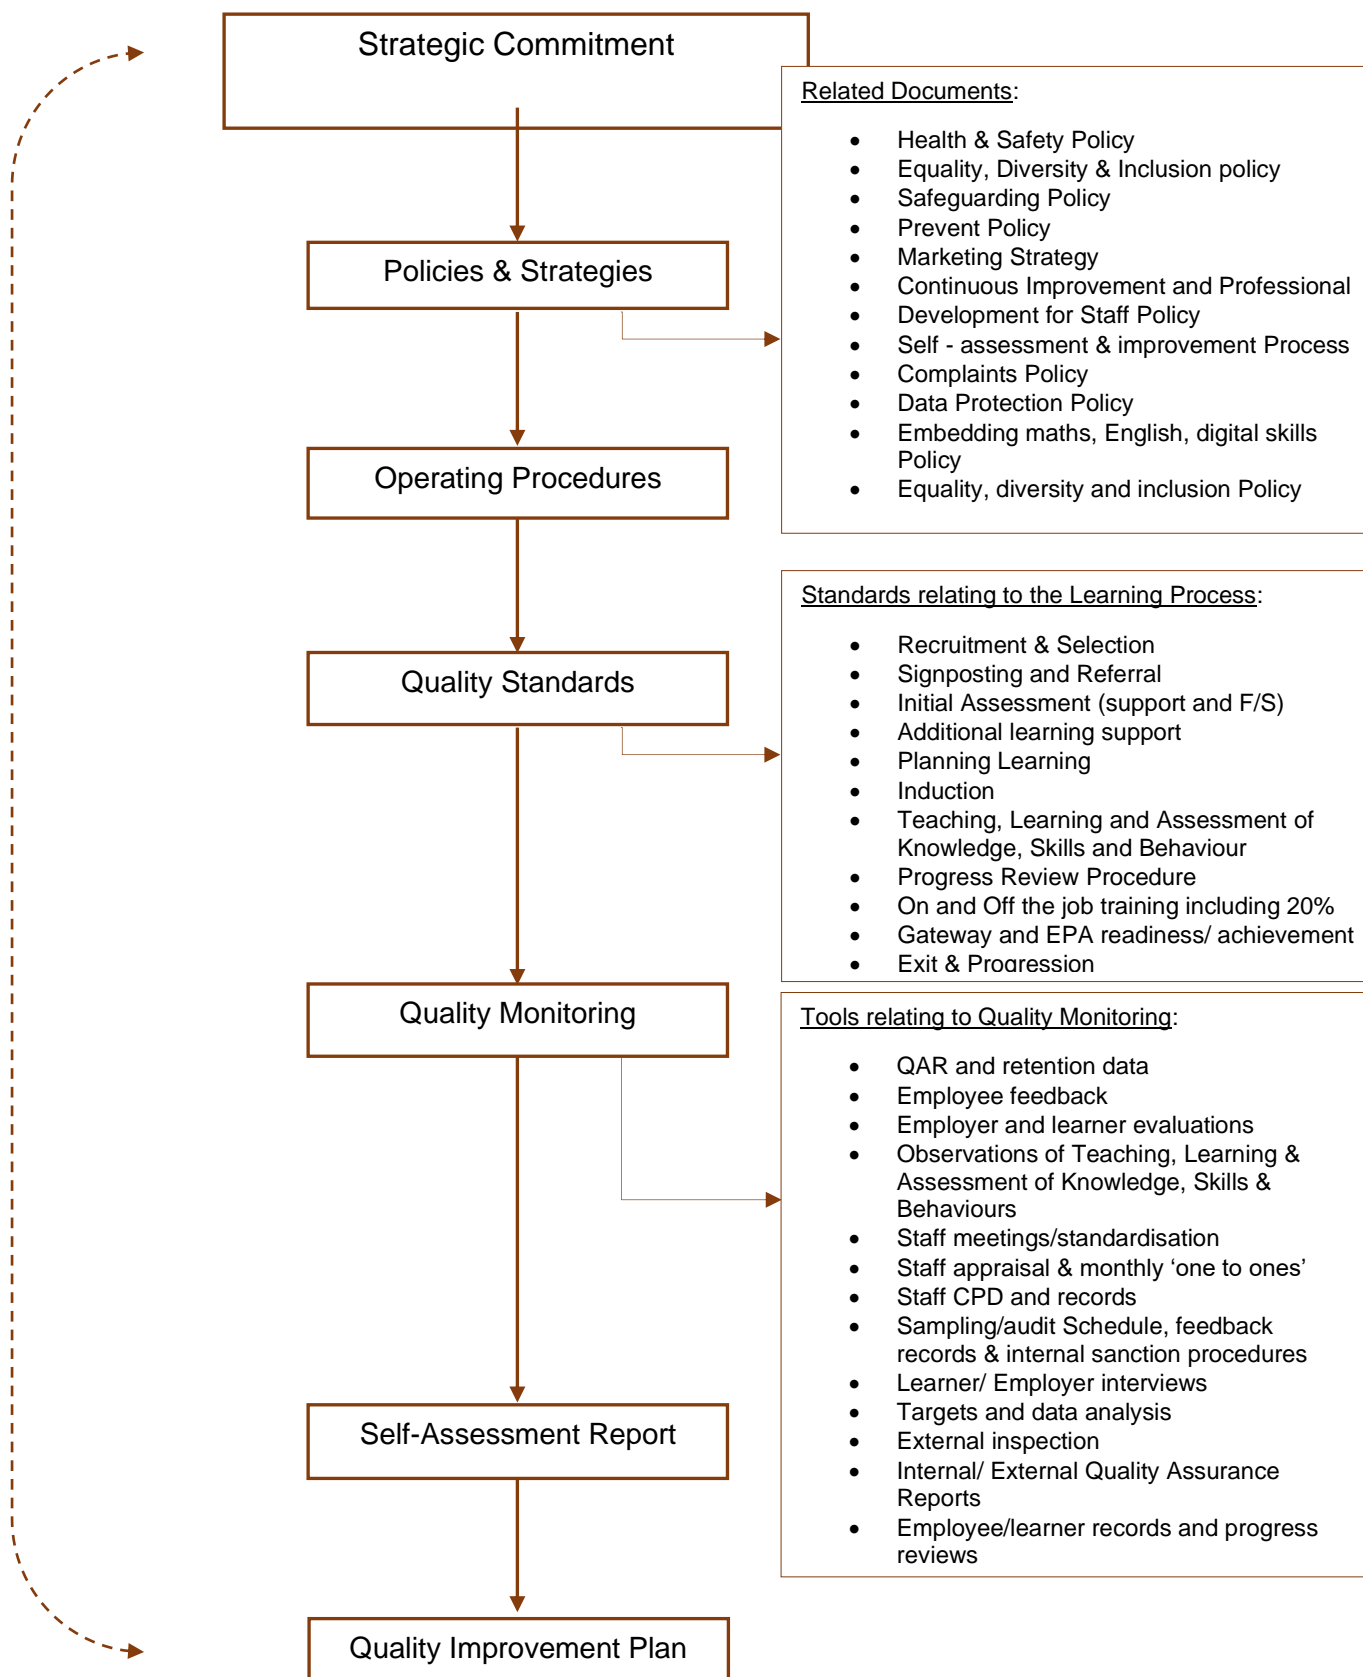 Strategic Commitment
Related Documents:
• Health & Safety Policy
• Equality, Diversity & Inclusion policy
• Safeguarding Policy
• Prevent Policy
• Marketing Strategy
• Continuous Improvement and Professional
• Development for Staff Policy
• Self - assessment & improvement Process
• Complaints Policy
• Data Protection Policy
• Embedding maths, English, digital skills
Policy
• Equality, diversity and inclusion Policy
Policies & Strategies
Operating Procedures
Quality Standards
Standards relating to the Learning Process:
• Recruitment & Selection
• Signposting and Referral
• Initial Assessment (support and F/S)
• Additional learning support
• Planning Learning
• Induction
• Teaching, Learning and Assessment of
Knowledge, Skills and Behaviour
• Progress Review Procedure
• On and Off the job training including 20%
• Gateway and EPA readiness/ achievement
• Exit & Progression
Quality Monitoring
Tools relating to Quality Monitoring:
• QAR and retention data
• Employee feedback
• Employer and learner evaluations
• Observations of Teaching, Learning &
Assessment of Knowledge, Skills &
Behaviours
• Staff meetings/standardisation
• Staff appraisal & monthly ‘one to ones’
• Staff CPD and records
• Sampling/audit Schedule, feedback
records & internal sanction procedures
• Learner/ Employer interviews
• Targets and data analysis
• External inspection
• Internal/ External Quality Assurance
Reports
• Employee/learner records and progress
reviews
Self-Assessment Report
Quality Improvement Plan